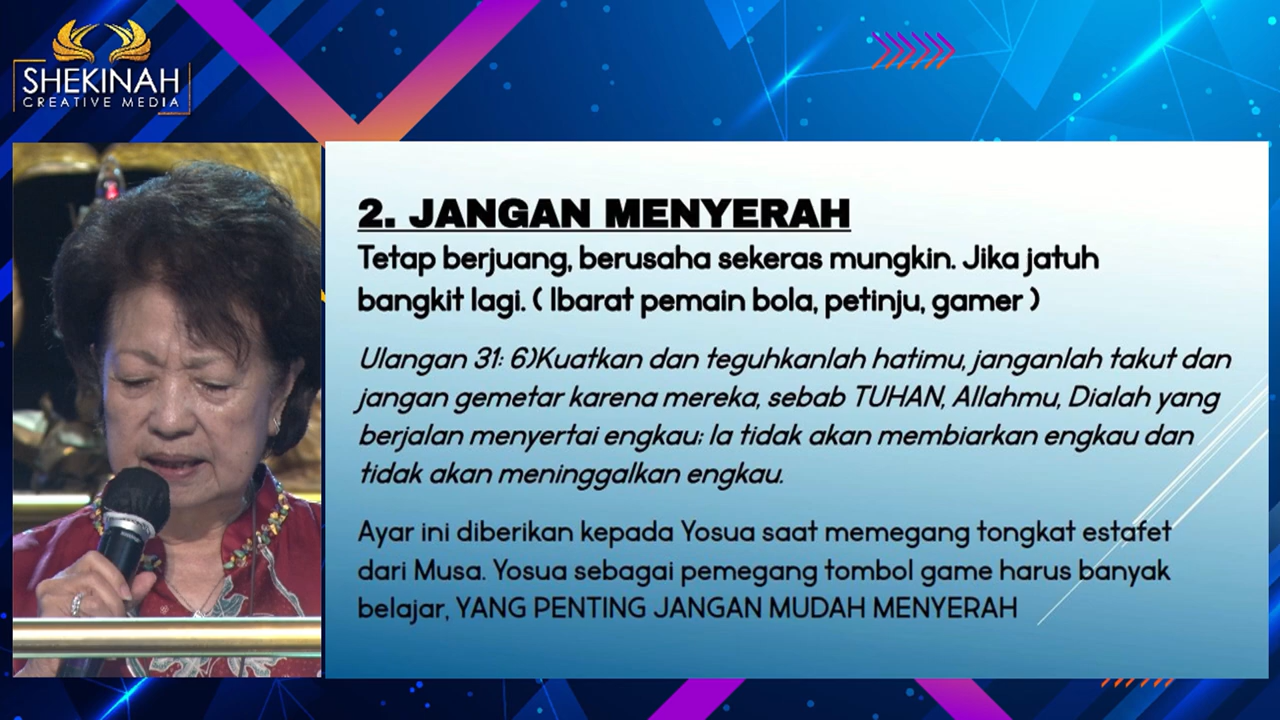 SHEKINAH
CREATIVE MEDIA
2. JANGAN MENYERAH
Tetap berjuang, berusaha sekeras mungkin. Jika jatuh
bangkit lagi. ( Ibarat pemain bola, petinju, gamer )
Ulangan 31: 6)Kuatkan dan teguhkanlah hatimu, janganlah takut dan
jangan gemetar karena mereka, sebab TUHAN, Allahmu, Dialah yang
berjalan menyertai engkau; Ia tidak akan membiarkan engkau dan
tidak akan meninggalkan engkau.
Ayar ini diberikan kepada Yosua saat memegang tongkat estafet
dari Musa. Yosua sebagai pemegang tombol game harus banyak
belajar, YANG PENTING JANGAN MUDAH MENYERAH